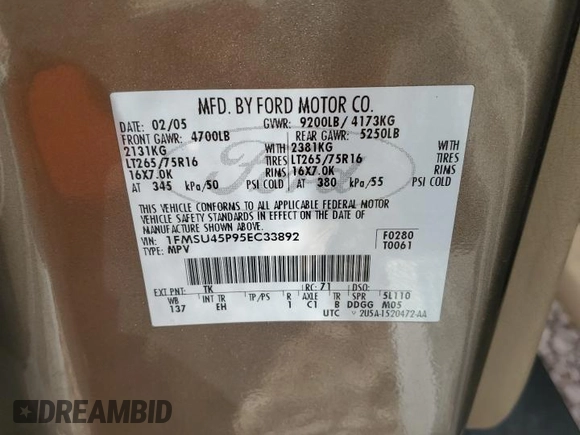 MFD. BY FORD MOTOR CO.
DATE: 02/05 GVWR: 9200LB/ 4173KG
FRONT GAWR: 4700LB REAR GAWR: 5250LB
2131KG WITH 2381KG WITH
LT265/75R16 TIRES LT265/75R16 TIRES
16X7.0K RIMS 16X7.0K RIMS
AT 345 kPa/50 PSI COLD AT 380 kPa/55 PSI COLD
THIS VEHICLE CONFORMS TO ALL APPLICABLE FEDERAL MOTOR
VEHICLE SAFETY STANDARDS IN EFFECT ON THE DATE OF
MANUFACTURE SHOWN ABOVE.
VIN: 1FMSU45P95EC33892 F0280
TYPE: MPV T0061
EXT PNT: TK RC: 71 DSO:
WB INT TR TP/PS R AXLE TR SPR 5L110
137 EH 1 C1 B DDGG M05
UTC 2U5A-1520472-AA
Ford
DREAMBID